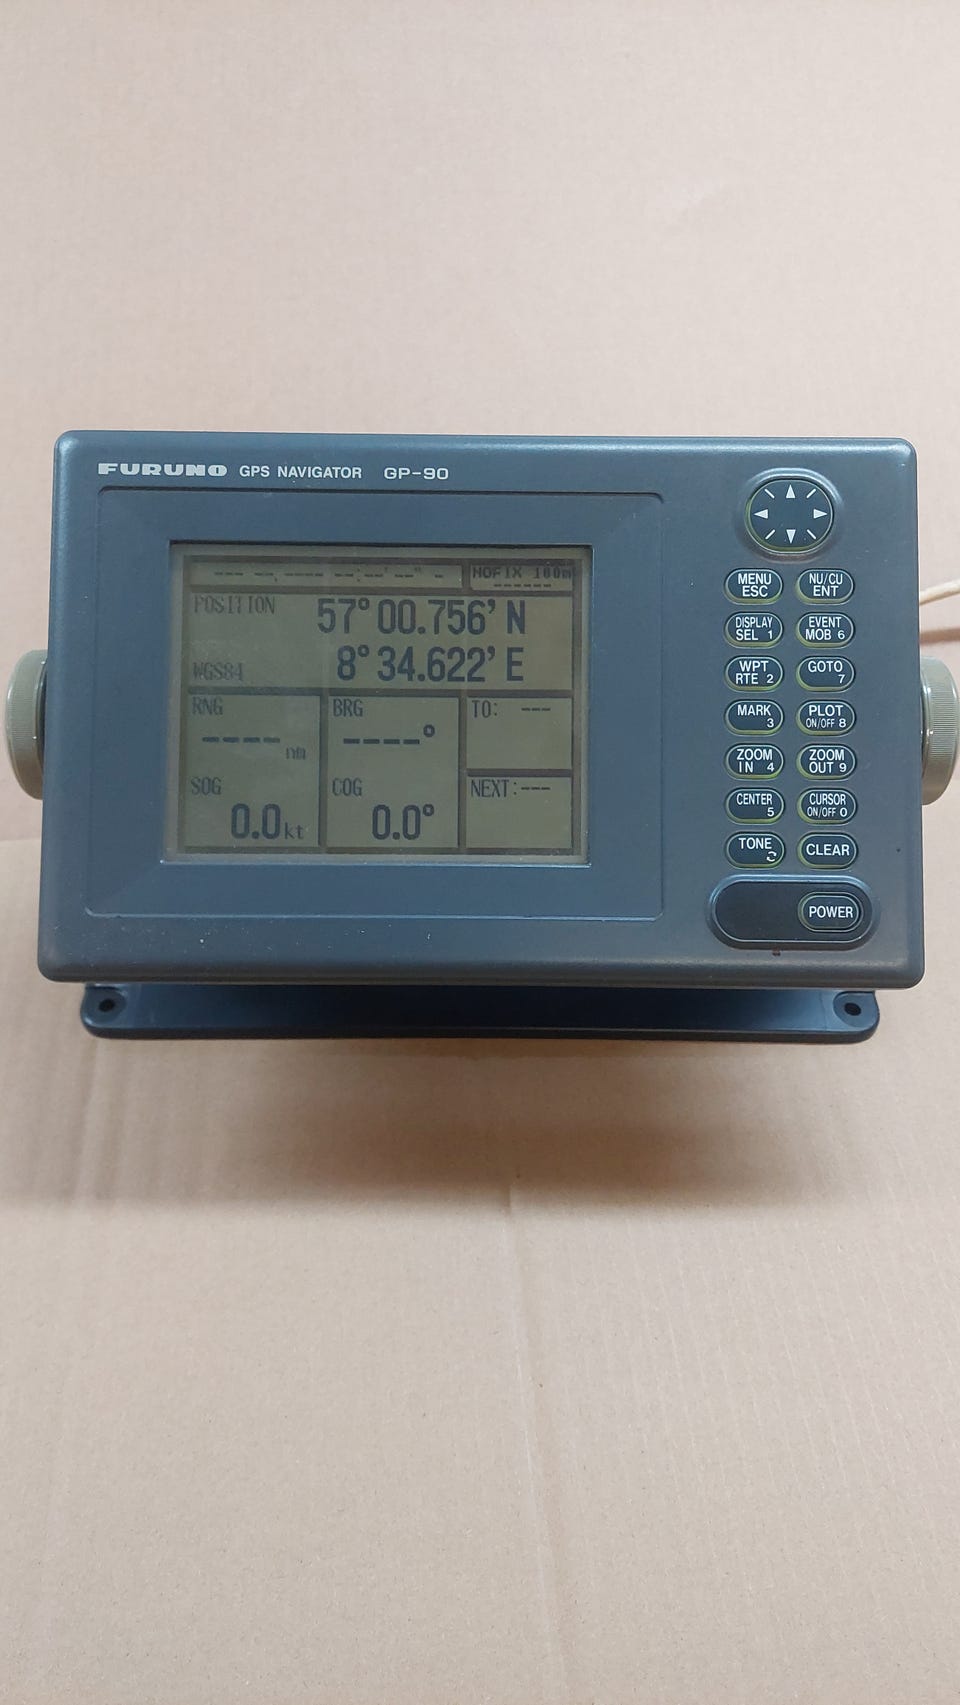 FURUNO GPS NAVIGATOR GP-90
NOFIX 100m
POSITION 57° 00.756' N
WGS84 8° 34.622' E
RNG BRG TO: ---
---- nm ----°
SOG COG NEXT:---
0.0kt 0.0°
MENU ESC NU/CU ENT
DISPLAY SEL 1 EVENT MOB 6
WPT RTE 2 GOTO 7
MARK 3 PLOT ON/OFF 8
ZOOM IN 4 ZOOM OUT 9
CENTER 5 CURSOR ON/OFF 0
TONE CLEAR
POWER